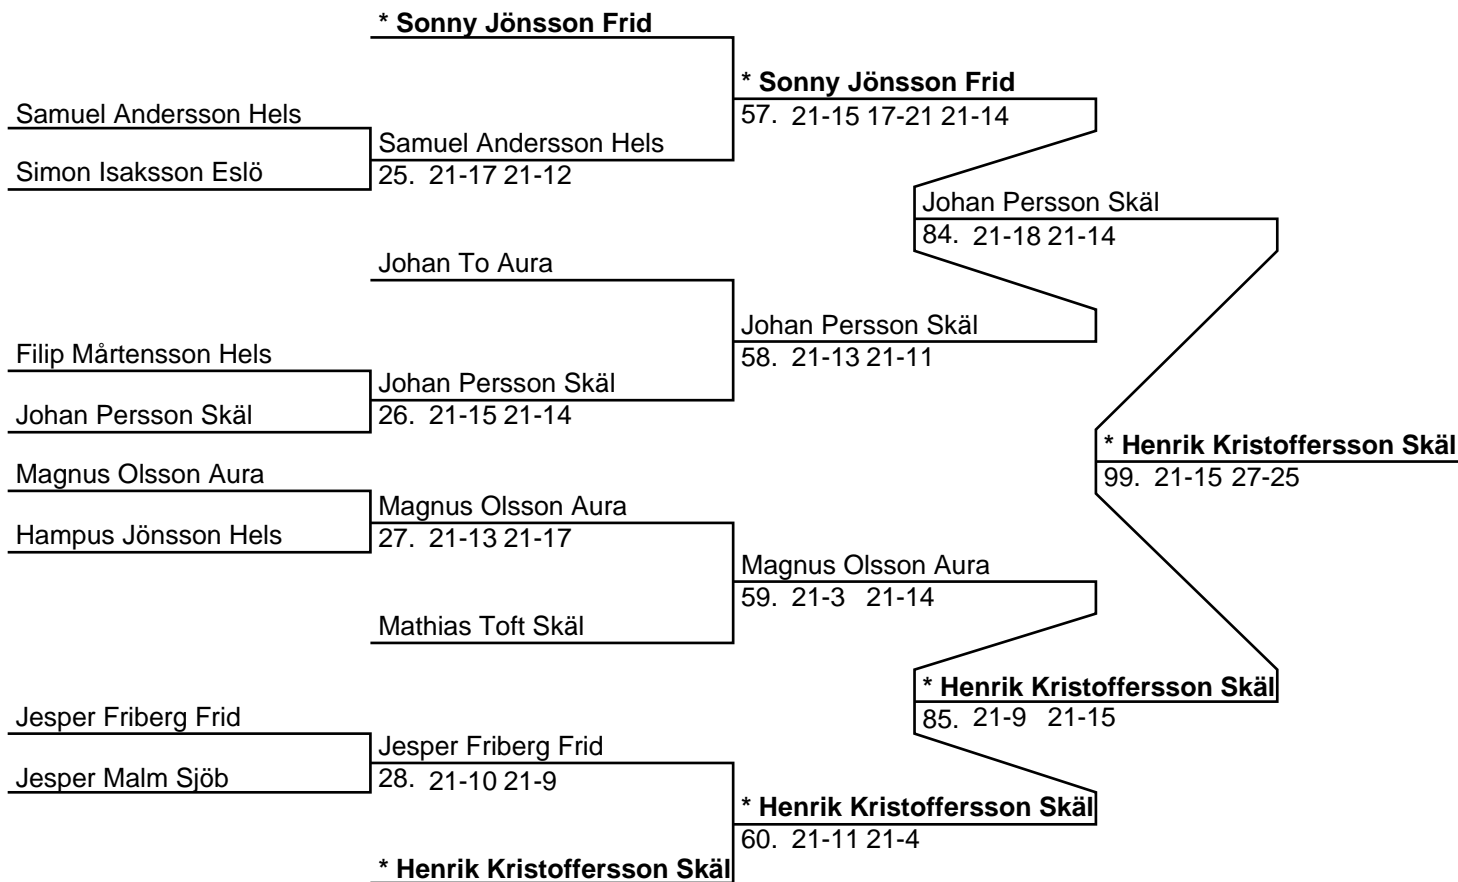 * Sonny Jönsson Frid
* Sonny Jönsson Frid
Samuel Andersson Hels
57. 21-15 17-21 21-14
Samuel Andersson Hels
Simon Isaksson Eslö
25. 21-17 21-12
Johan Persson Skäl
84. 21-18 21-14
Johan To Aura
Johan Persson Skäl
Filip Mårtensson Hels
58. 21-13 21-11
Johan Persson Skäl
Johan Persson Skäl
26. 21-15 21-14
* Henrik Kristoffersson Skäl
Magnus Olsson Aura
99. 21-15 27-25
Magnus Olsson Aura
Hampus Jönsson Hels
27. 21-13 21-17
Magnus Olsson Aura
59. 21-3 21-14
Mathias Toft Skäl
* Henrik Kristoffersson Skäl
Jesper Friberg Frid
85. 21-9 21-15
Jesper Friberg Frid
Jesper Malm Sjöb
28. 21-10 21-9
* Henrik Kristoffersson Skäl
60. 21-11 21-4
* Henrik Kristoffersson Skäl